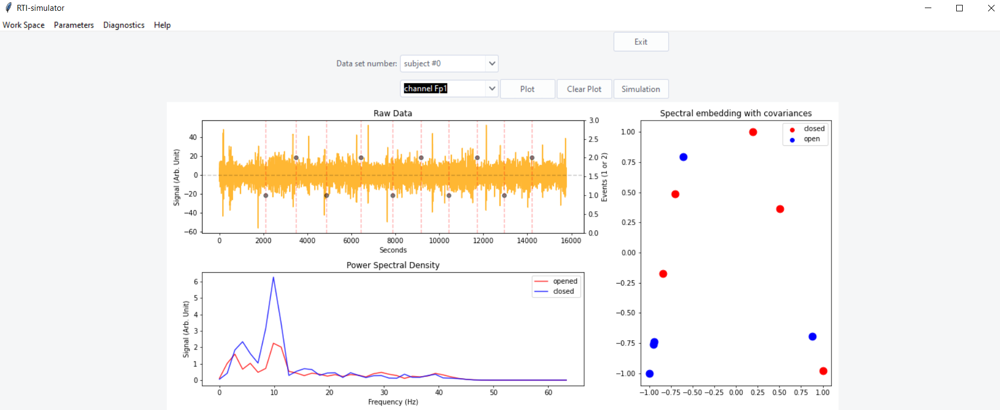 RTI-simulator
Work Space Parameters Diagnostics Help
Exit
Data set number: subject #0
channel Fp1 Plot Clear Plot Simulation
Raw Data
Signal (Arb. Unit)
40
20
0
−20
−40
−60
3.0
2.5
2.0
1.5
1.0
0.5
0.0
Events (1 or 2)
0 2000 4000 6000 8000 10000 12000 14000 16000
Seconds
Power Spectral Density
Signal (Arb. Unit)
6
5
4
3
2
1
0
opened
closed
0 10 20 30 40 50 60
Frequency (Hz)
Spectral embedding with covariances
closed
open
1.00
0.75
0.50
0.25
0.00
−0.25
−0.50
−0.75
−1.00
−1.00 −0.75 −0.50 −0.25 0.00 0.25 0.50 0.75 1.00